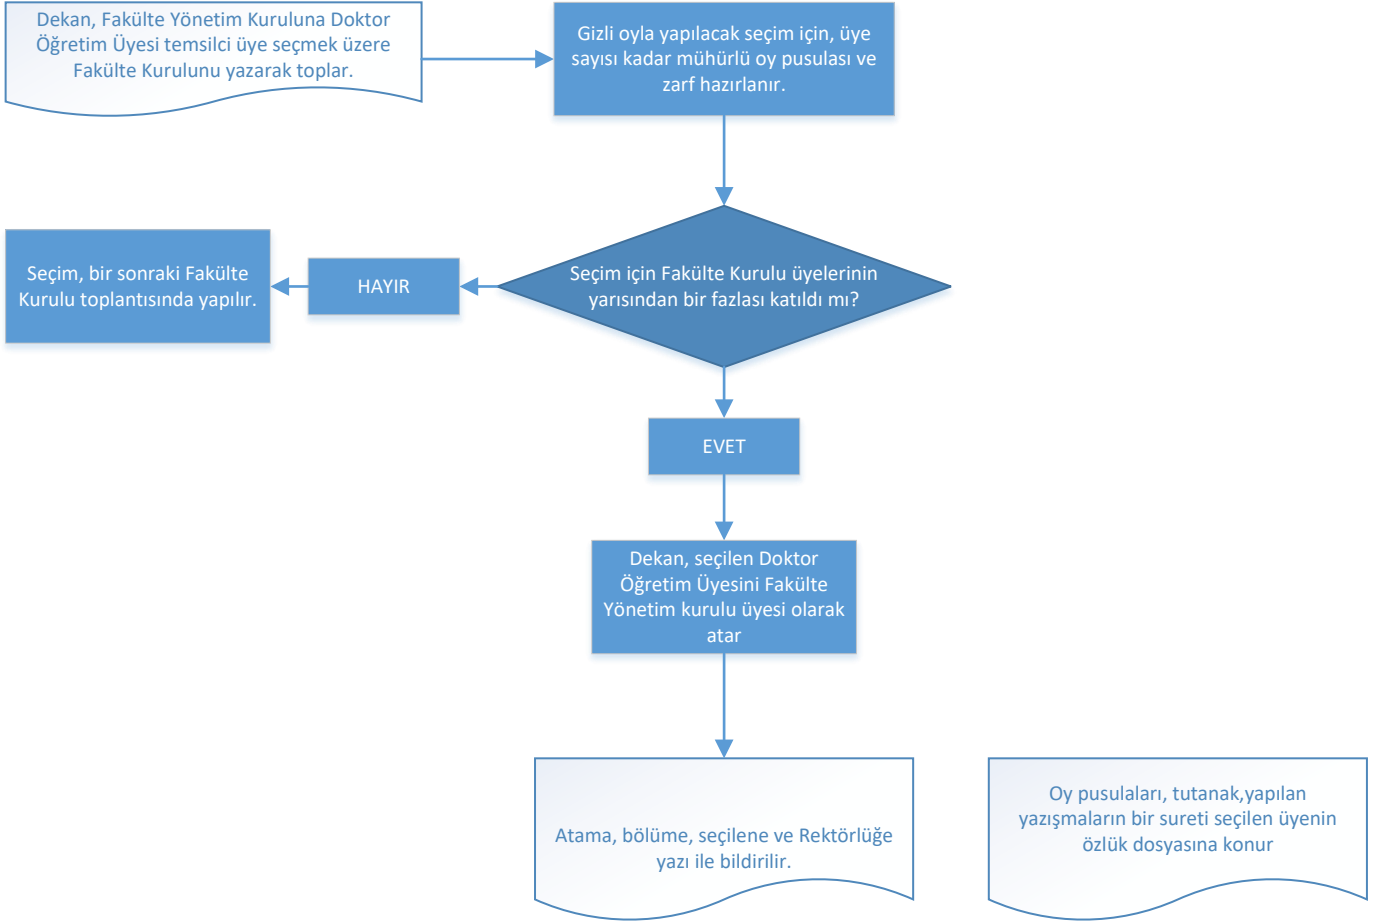 Dekan, Fakülte Yönetim Kuruluna Doktor
Öğretim Üyesi temsilci üye seçmek üzere
Fakülte Kurulunu yazarak toplar.
Gizli oyla yapılacak seçim için, üye
sayısı kadar mühürlü oy pusulası ve
zarf hazırlanır.
Seçim, bir sonraki Fakülte
Kurulu toplantısında yapılır.
HAYIR
Seçim için Fakülte Kurulu üyelerinin
yarısından bir fazlası katıldı mı?
EVET
Dekan, seçilen Doktor
Öğretim Üyesini Fakülte
Yönetim kurulu üyesi olarak
atar
Atama, bölüme, seçilene ve Rektörlüğe
yazı ile bildirilir.
Oy pusulaları, tutanak,yapılan
yazışmaların bir sureti seçilen üyenin
özlük dosyasına konur